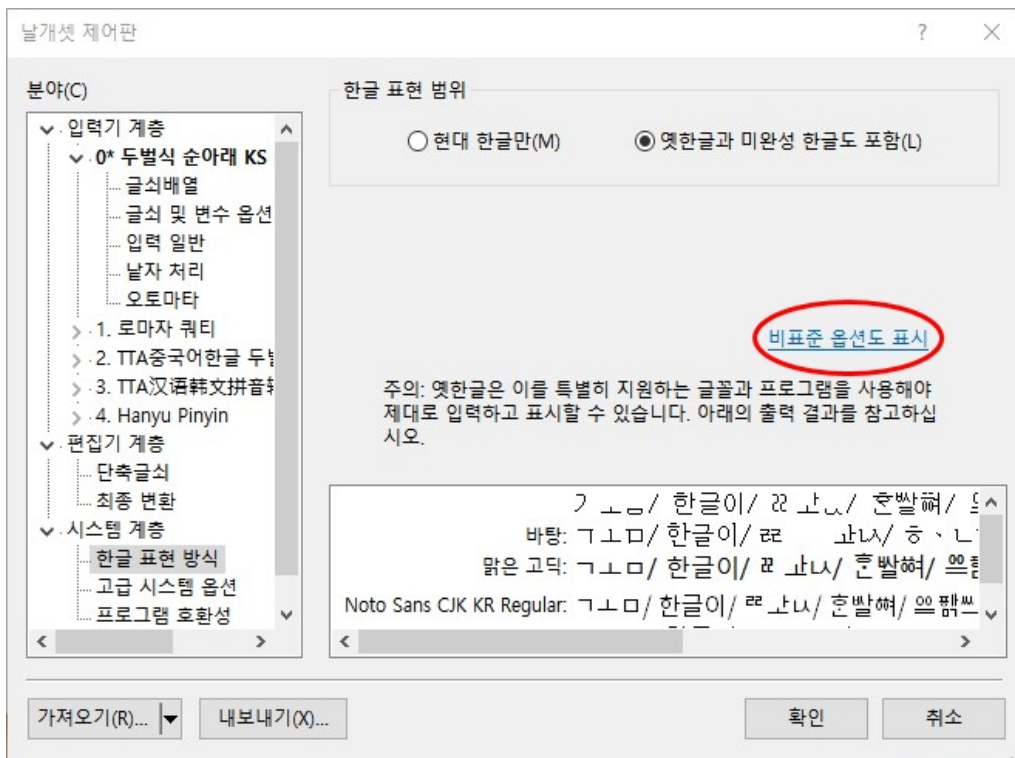 날개셋 제어판
분야(C)
입력기 계층
0* 두벌식 순아래 KS
글쇠배열
글쇠 및 변수 옵션
입력 일반
낱자 처리
오토마타
1. 로마자 쿼티
2. TTA중국어한글
3. TTA汉语韩文拼音
4. Hanyu Pinyin
편집기 계층
단축글쇠
최종 변환
시스템 계층
한글 표현 방식
고급 시스템 옵션
프로그램 호환성
한글 표현 범위
현대 한글만(M)
옛한글과 미완성 한글도 포함(L)
비표준 옵션도 표시
주의: 옛한글은 이를 특별히 지원하는 글꼴과 프로그램을 사용해야
제대로 입력하고 표시할 수 있습니다. 아래의 출력 결과를 참고하십
시오.
ㄱㅗㅁ/ 한글이/
바탕: ㄱㅗㅁ/ 한글이/
맑은 고딕: ㄱㅗㅁ/ 한글이/
Noto Sans CJK KR Regular: ㄱㅗㅁ/ 한글이/
가져오기(R)...
내보내기(X)...
확인
취소